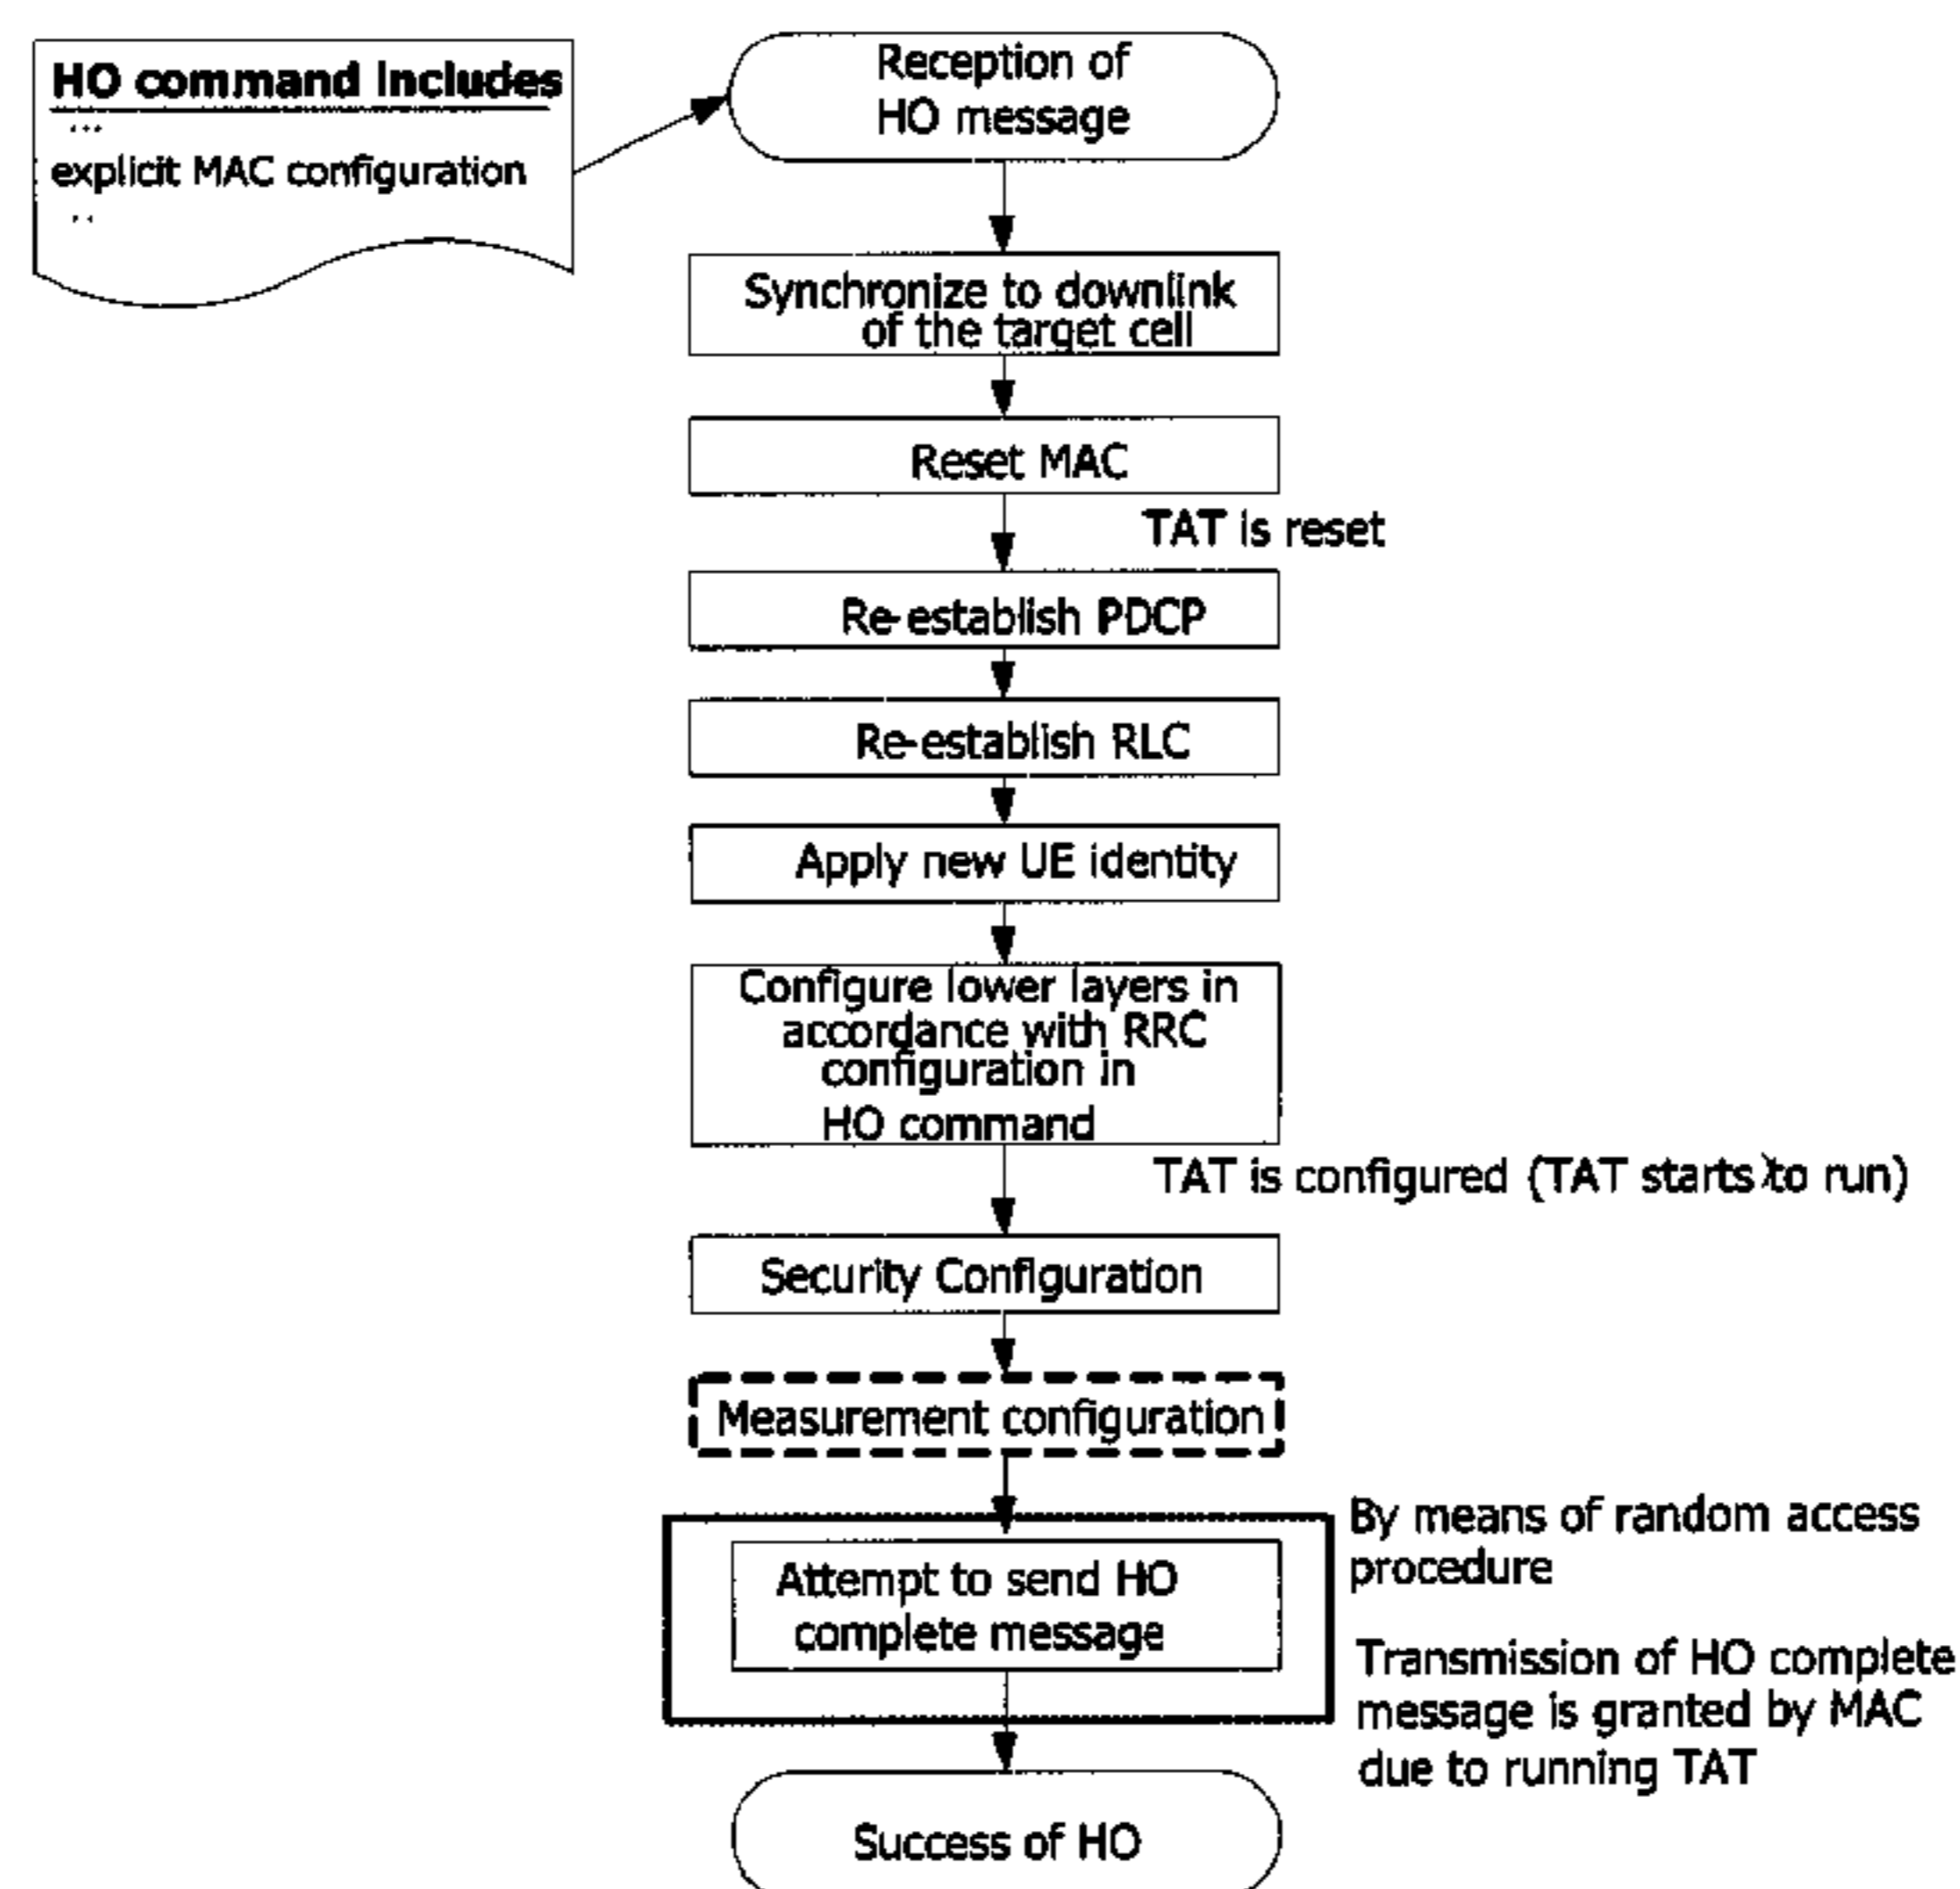 HO command includes
...
explicit MAC configuration
..
Reception of
HO message
Synchronize to downlink
of the target cell
Reset MAC
TAT is reset
Re-establish PDCP
Re-establish RLC
Apply new UE identity
Configure lower layers in
accordance with RRC
configuration in
HO command
TAT is configured (TAT starts to run)
Security Configuration
Measurement configuration
By means of random access
procedure
Attempt to send HO
complete message
Transmission of HO complete
message is granted by MAC
due to running TAT
Success of HO